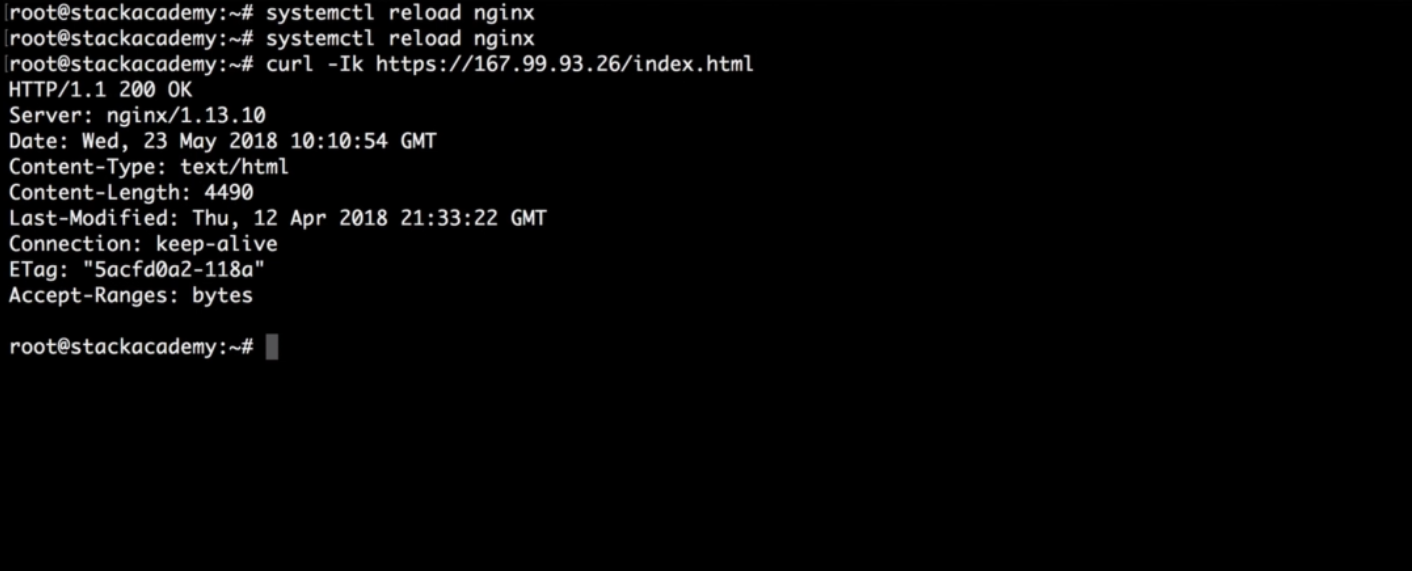 [root@stackacademy:~# systemctl reload nginx
[root@stackacademy:~# systemctl reload nginx
[root@stackacademy:~# curl -Ik https://167.99.93.26/index.html
HTTP/1.1 200 OK
Server: nginx/1.13.10
Date: Wed, 23 May 2018 10:10:54 GMT
Content-Type: text/html
Content-Length: 4490
Last-Modified: Thu, 12 Apr 2018 21:33:22 GMT
Connection: keep-alive
ETag: "5acfd0a2-118a"
Accept-Ranges: bytes
root@stackacademy:~#